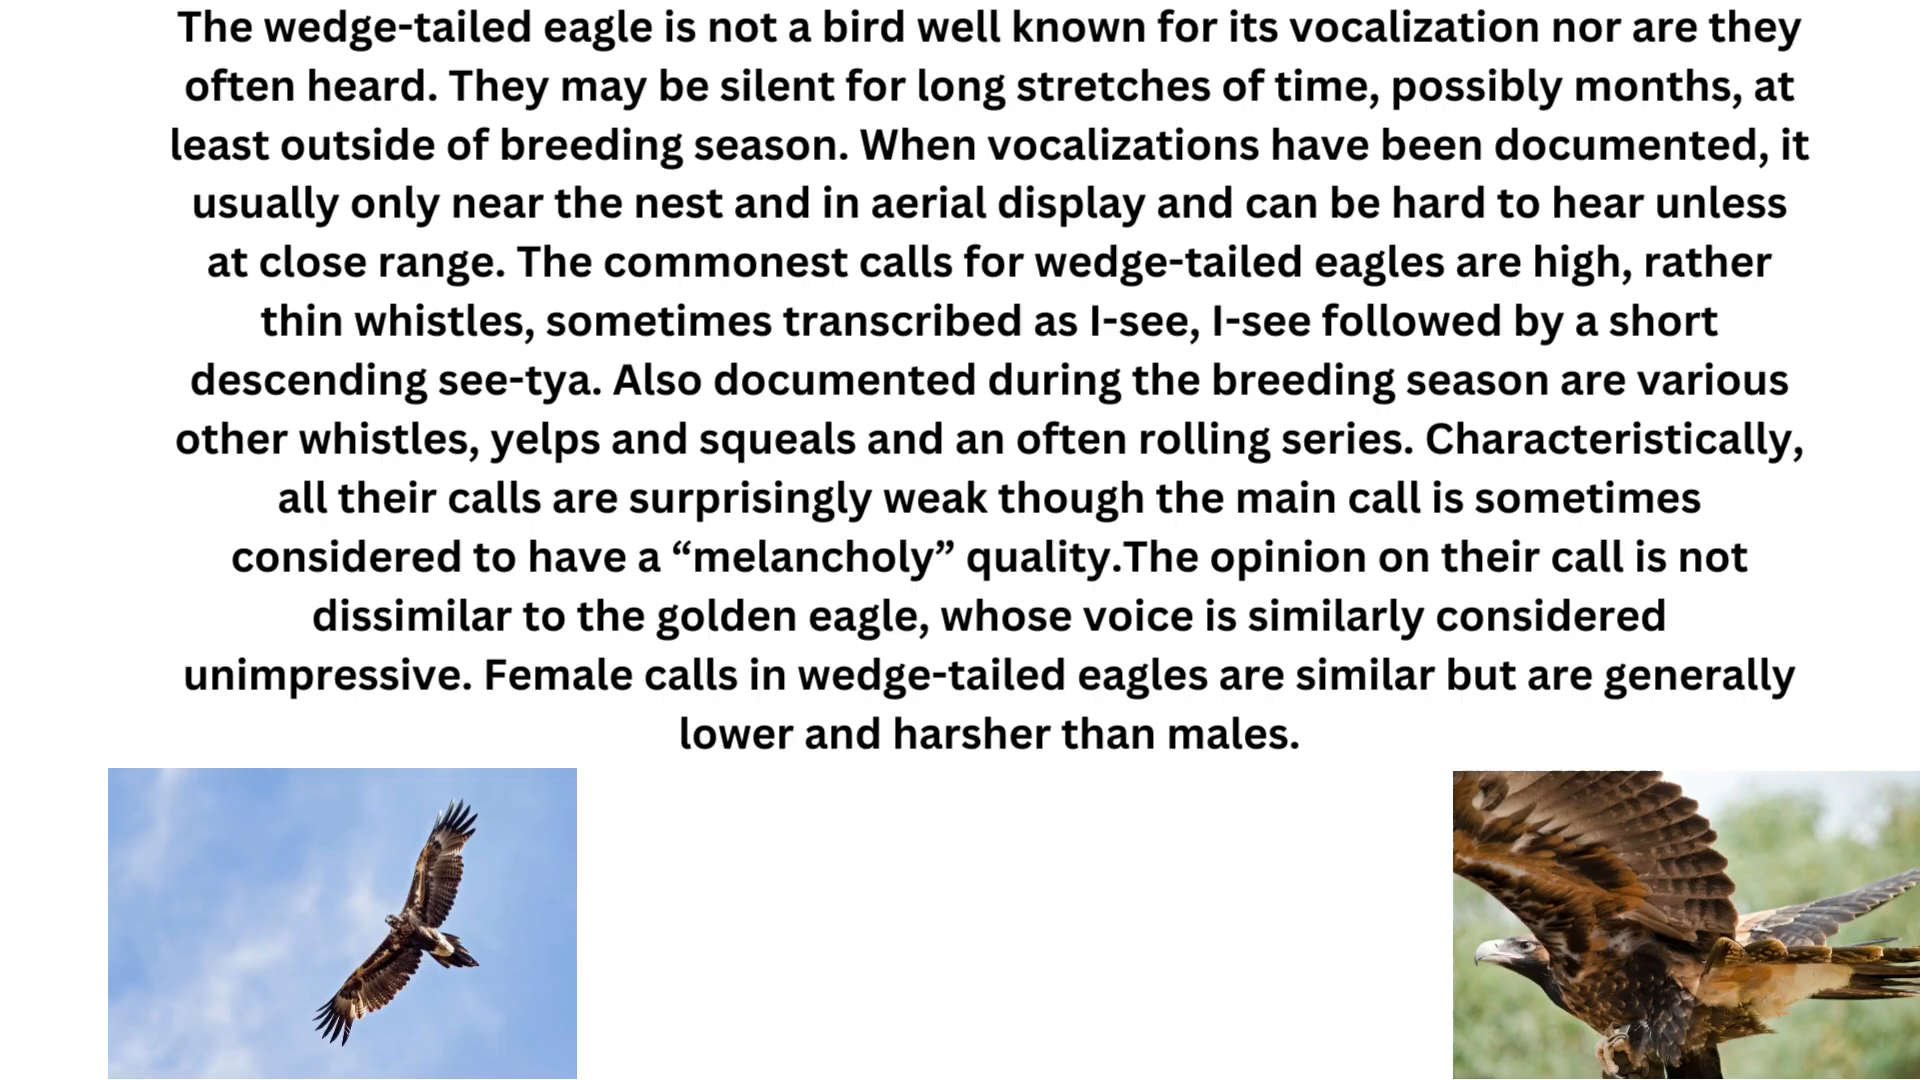 The wedge-tailed eagle is not a bird well known for its vocalization nor are they
often heard. They may be silent for long stretches of time, possibly months, at
least outside of breeding season. When vocalizations have been documented, it
usually only near the nest and in aerial display and can be hard to hear unless
at close range. The commonest calls for wedge-tailed eagles are high, rather
thin whistles, sometimes transcribed as I-see, I-see followed by a short
descending see-tya. Also documented during the breeding season are various
other whistles, yelps and squeals and an often rolling series. Characteristically,
all their calls are surprisingly weak though the main call is sometimes
considered to have a “melancholy” quality.The opinion on their call is not
dissimilar to the golden eagle, whose voice is similarly considered
unimpressive. Female calls in wedge-tailed eagles are similar but are generally
lower and harsher than males.